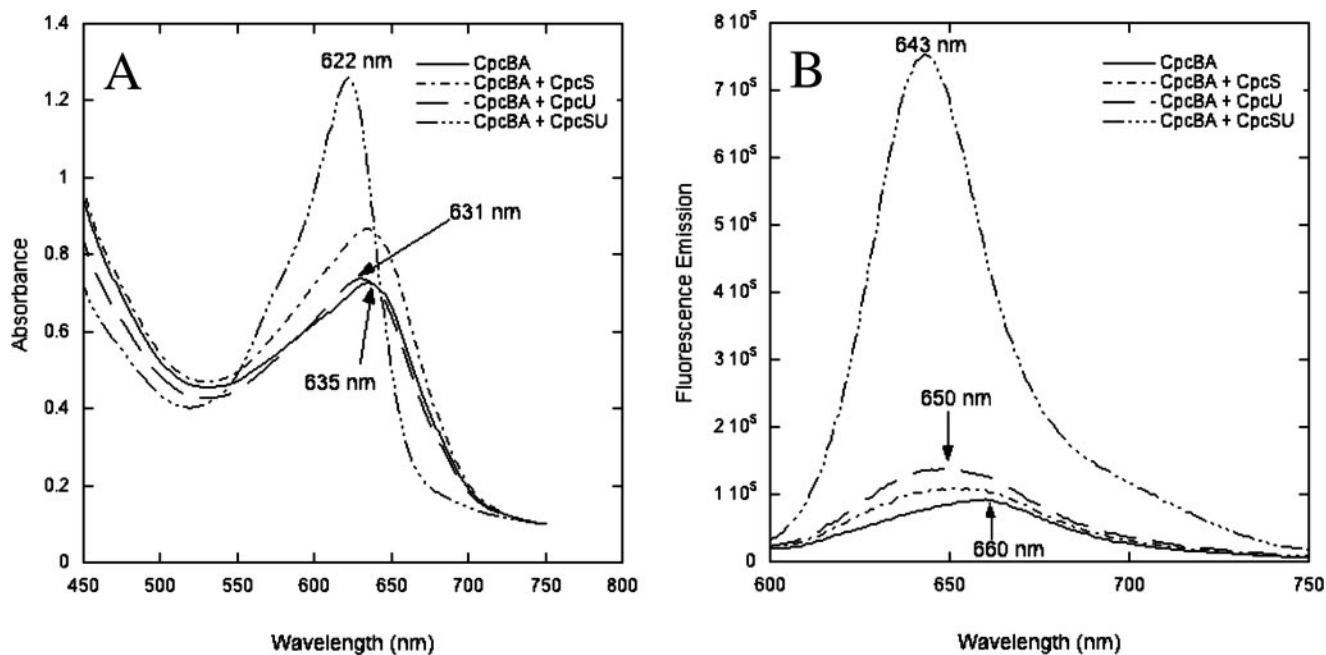 A
622 nm
CpcBA
CpcBA + CpcS
CpcBA + CpcU
CpcBA + CpcSU
631 nm
635 nm
Absorbance
1.4
1.2
1
0.8
0.6
0.4
0.2
0
450 500 550 600 650 700 750 800
Wavelength (nm)
B
643 nm
CpcBA
CpcBA + CpcS
CpcBA + CpcU
CpcBA + CpcSU
650 nm
660 nm
Fluorescence Emission
8 10⁵
7 10⁵
6 10⁵
5 10⁵
4 10⁵
3 10⁵
2 10⁵
1 10⁵
0
600 650 700 750
Wavelength (nm)